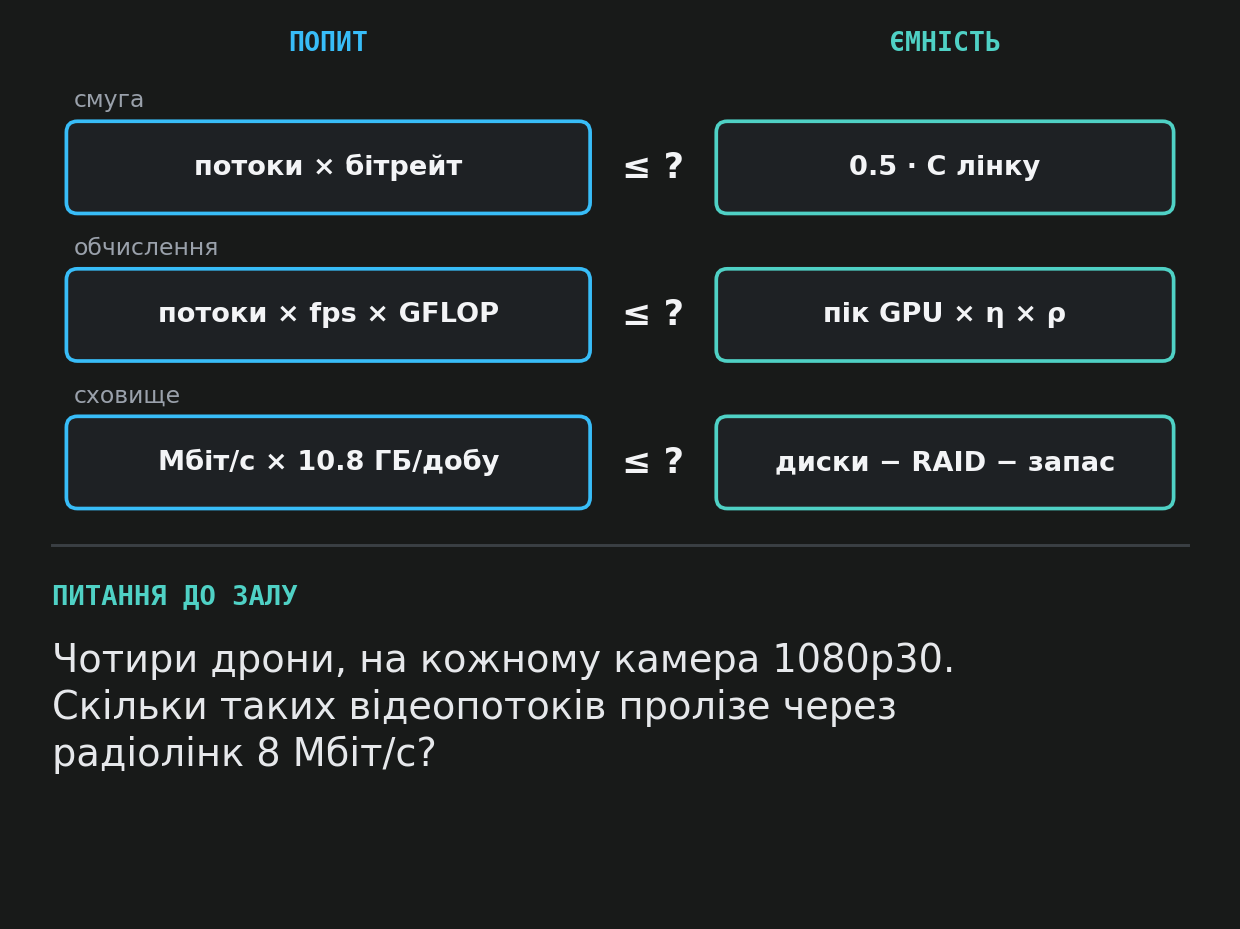 ПОПИТ
ЄМНІСТЬ
смуга
потоки × бітрейт
≤ ?
0.5 · C лінку
обчислення
потоки × fps × GFLOP
≤ ?
пік GPU × η × ρ
сховище
Мбіт/с × 10.8 ГБ/добу
≤ ?
диски − RAID − запас
ПИТАННЯ ДО ЗАЛУ
Чотири дрони, на кожному камера 1080p30.
Скільки таких відеопотоків пролізе через
радіолінк 8 Мбіт/с?